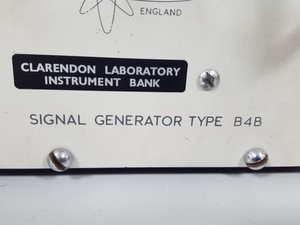 ENGLAND
CLARENDON LABORATORY
INSTRUMENT BANK
SIGNAL GENERATOR TYPE B4B